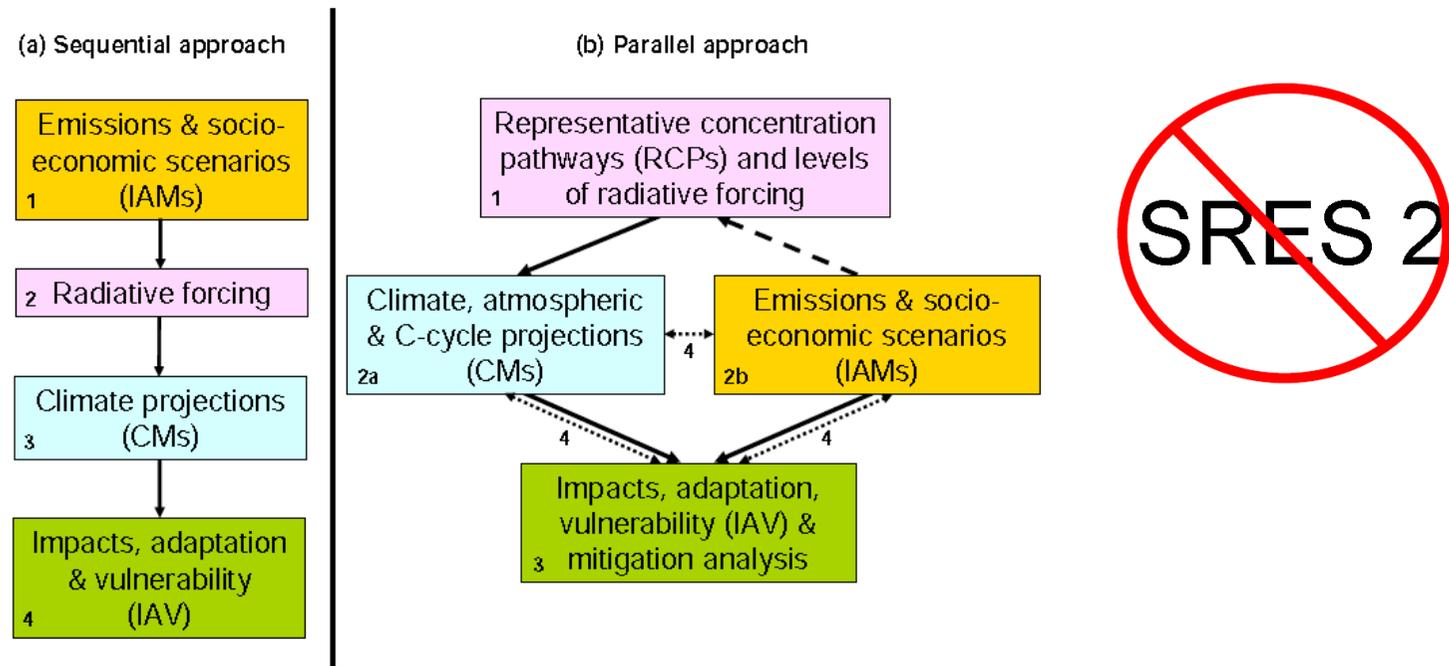 (a) Sequential approach
Emissions & socio-
economic scenarios
(IAMs)
1
2 Radiative forcing
Climate projections
(CMs)
3
Impacts, adaptation
& vulnerability
(IAV)
4
(b) Parallel approach
Representative concentration
pathways (RCPs) and levels
of radiative forcing
1
Climate, atmospheric
& C-cycle projections
(CMs)
2a
4
Emissions & socio-
economic scenarios
(IAMs)
2b
4
4
Impacts, adaptation,
vulnerability (IAV) &
mitigation analysis
3
SRES 2